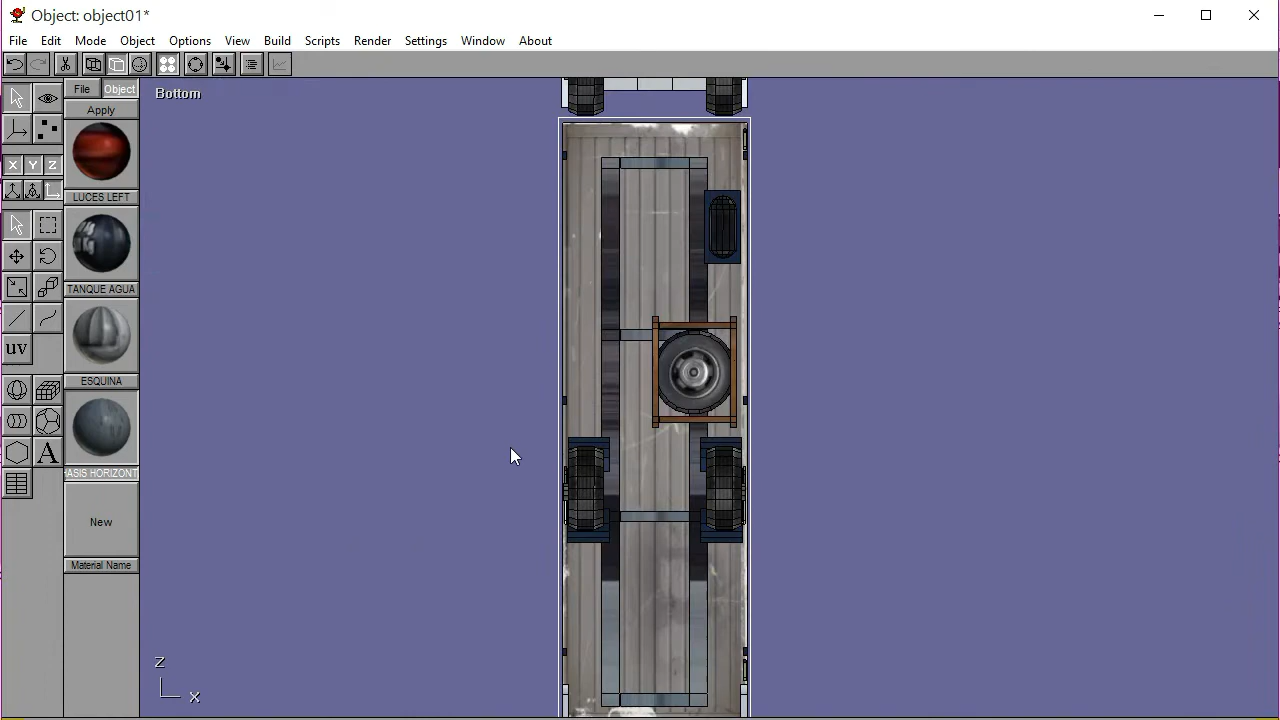 Object: object01*
File Edit Mode Object Options View Build Scripts Render Settings Window About
File Object
Bottom
Apply
LUCES LEFT
X Y Z
TANQUE AGUA
uv
ESQUINA
A
ASIS HORIZONT
New
Material Name
Z
X